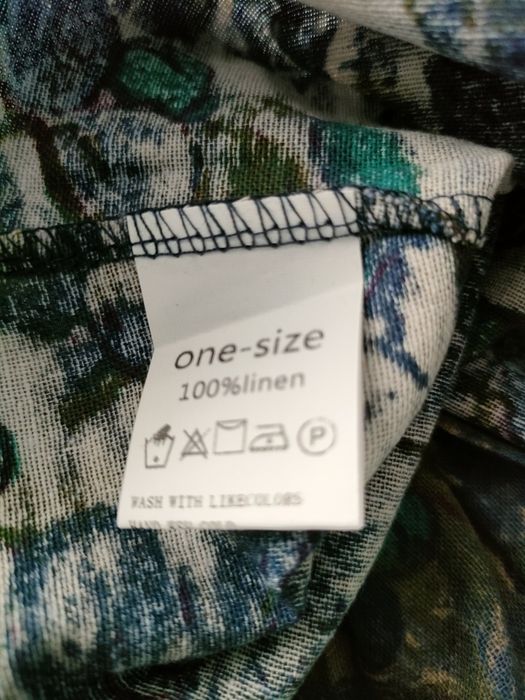 one-size
100%linen
P
WASH WITH LIKECOLORS